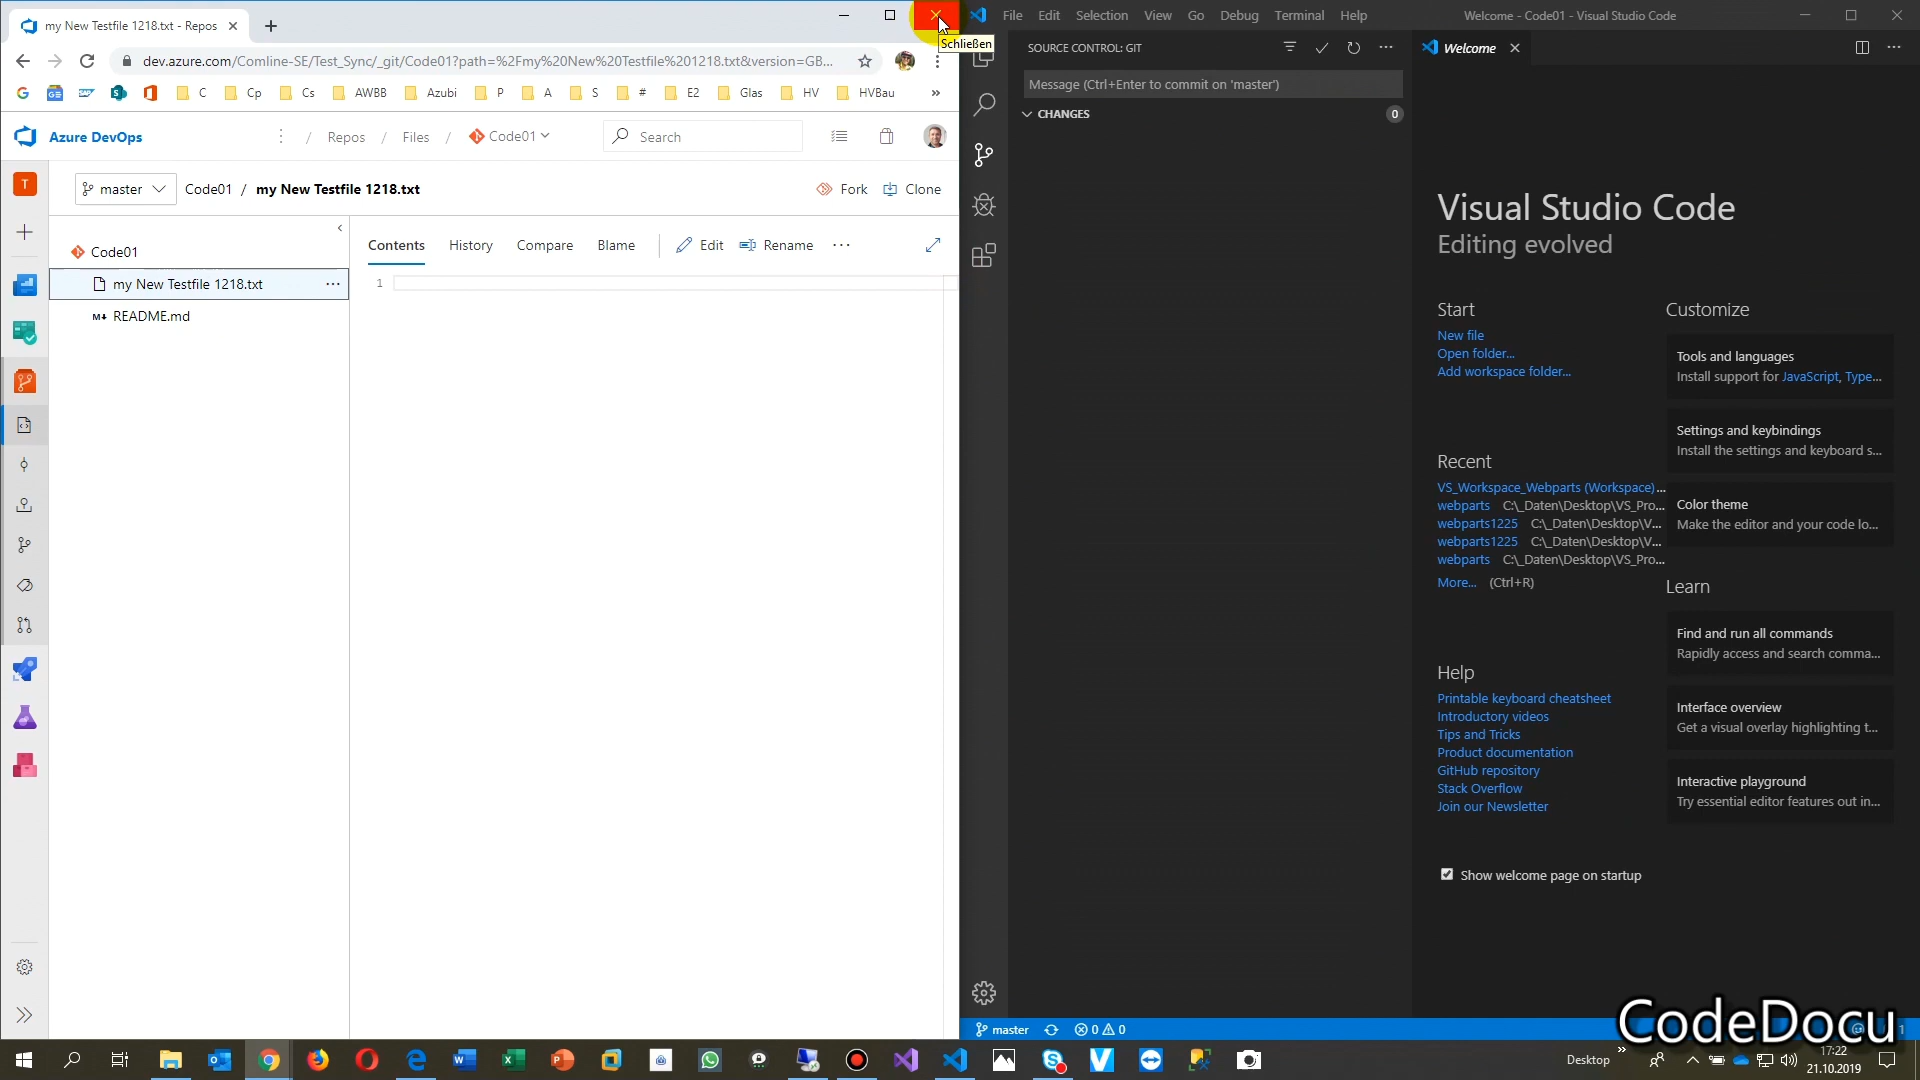 my New Testfile 1218.txt - Repos
Schließen
dev.azure.com/Comline-SE/Test_Sync/_git/Code01?path=%2Fmy%20New%20Testfile%201218.txt&version=GB...
C
Cp
Cs
AWBB
Azubi
P
A
S
#
E2
Glas
HV
HVBau
»
Azure DevOps
/ Repos / Files / Code01
Search
T
master
Code01 / my New Testfile 1218.txt
Fork
Clone
Code01
my New Testfile 1218.txt
README.md
Contents
History
Compare
Blame
Edit
Rename
1
File Edit Selection View Go Debug Terminal Help
Welcome - Code01 - Visual Studio Code
SOURCE CONTROL: GIT
Message (Ctrl+Enter to commit on 'master')
CHANGES
0
Welcome
Visual Studio Code
Editing evolved
Start
New file
Open folder...
Add workspace folder...
Recent
VS_Workspace_Webparts (Workspace) ...
webparts C:\_Daten\Desktop\VS_Pro...
webparts1225 C:\_Daten\Desktop\V...
webparts1225 C:\_Daten\Desktop\V...
webparts C:\_Daten\Desktop\VS_Pro...
More... (Ctrl+R)
Help
Printable keyboard cheatsheet
Introductory videos
Tips and Tricks
Product documentation
GitHub repository
Stack Overflow
Join our Newsletter
Show welcome page on startup
Customize
Tools and languages
Install support for JavaScript, Type...
Settings and keybindings
Install the settings and keyboard s...
Color theme
Make the editor and your code lo...
Learn
Find and run all commands
Rapidly access and search comma...
Interface overview
Get a visual overlay highlighting t...
Interactive playground
Try essential editor features out in...
master
0 0
CodeDocu
1
Desktop
17:22
21.10.2019